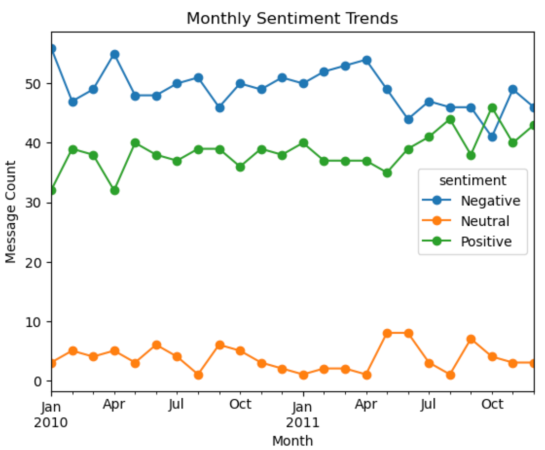 Monthly Sentiment Trends
Message Count
50
40
30
20
10
0
sentiment
Negative
Neutral
Positive
Jan Apr Jul Oct Jan Apr Jul Oct
2010 2011
Month